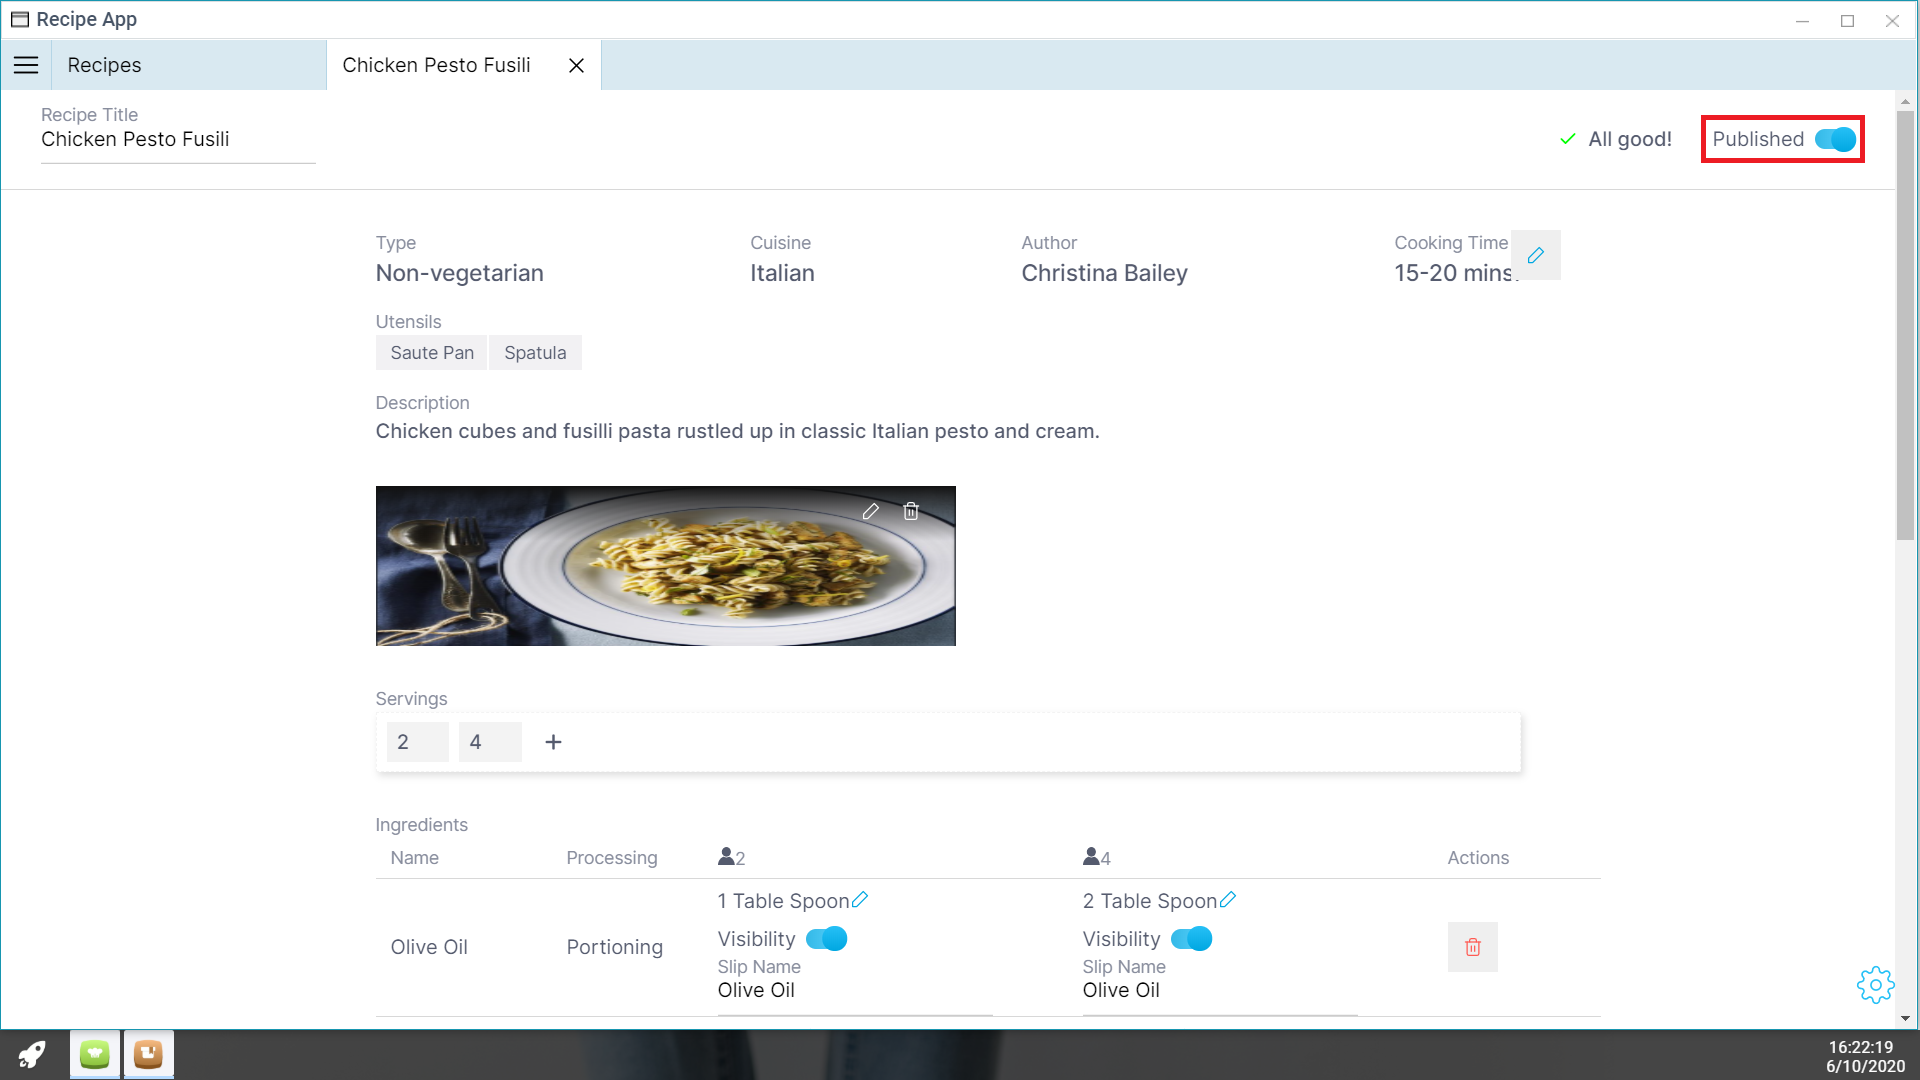 Recipe App
Recipes
Chicken Pesto Fusili
Recipe Title
Chicken Pesto Fusili
All good!
Published
Type
Cuisine
Author
Cooking Time
Non-vegetarian
Italian
Christina Bailey
15-20 mins.
Utensils
Saute Pan
Spatula
Description
Chicken cubes and fusilli pasta rustled up in classic Italian pesto and cream.
Servings
2
4
Ingredients
Name
Processing
2
4
Actions
Olive Oil
Portioning
1 Table Spoon
Visibility
Slip Name
Olive Oil
2 Table Spoon
Visibility
Slip Name
Olive Oil
16:22:19
6/10/2020